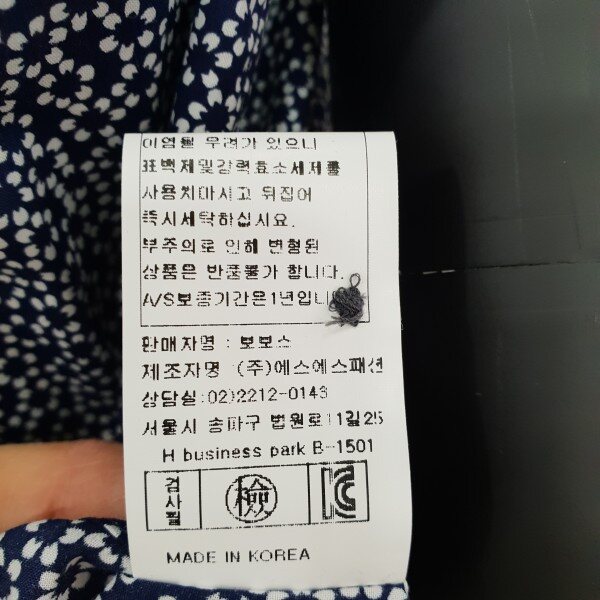 이염될 우려가 있으니
표백제및강력효소세제를
사용치마시고 뒤집어
즉시세탁하십시요.
부주의로 인해 변형된
상품은 반품불가 합니다.
A/S보증기간은1년입니
판매자명 : 보보스
제조자명 (주)에스에스패션
상담실:02)2212-0143
서울시 송파구 법원로11길25
H business park B-1501
검사필 檢 KC
MADE IN KOREA